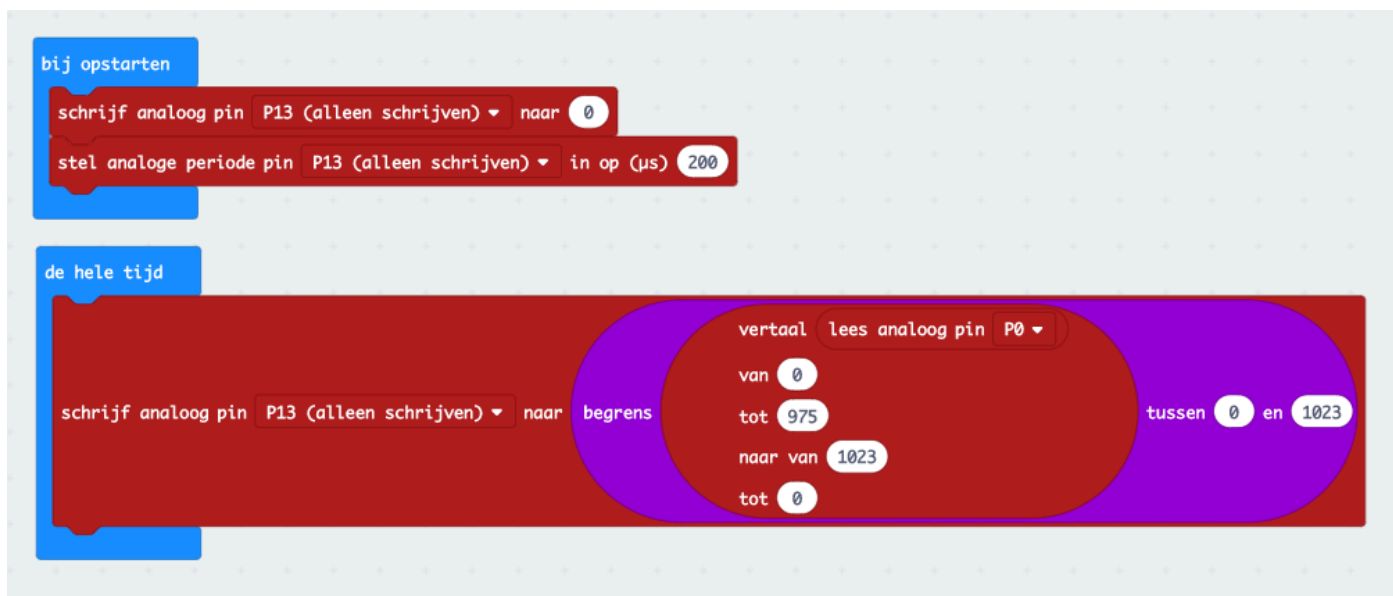 bij opstarten
schrijf analoog pin P13 (alleen schrijven) naar 0
stel analoge periode pin P13 (alleen schrijven) in op (µs) 200
de hele tijd
vertaal lees analoog pin P0
van 0
schrijf analoog pin P13 (alleen schrijven) naar begrens tot 975 tussen 0 en 1023
naar van 1023
tot 0